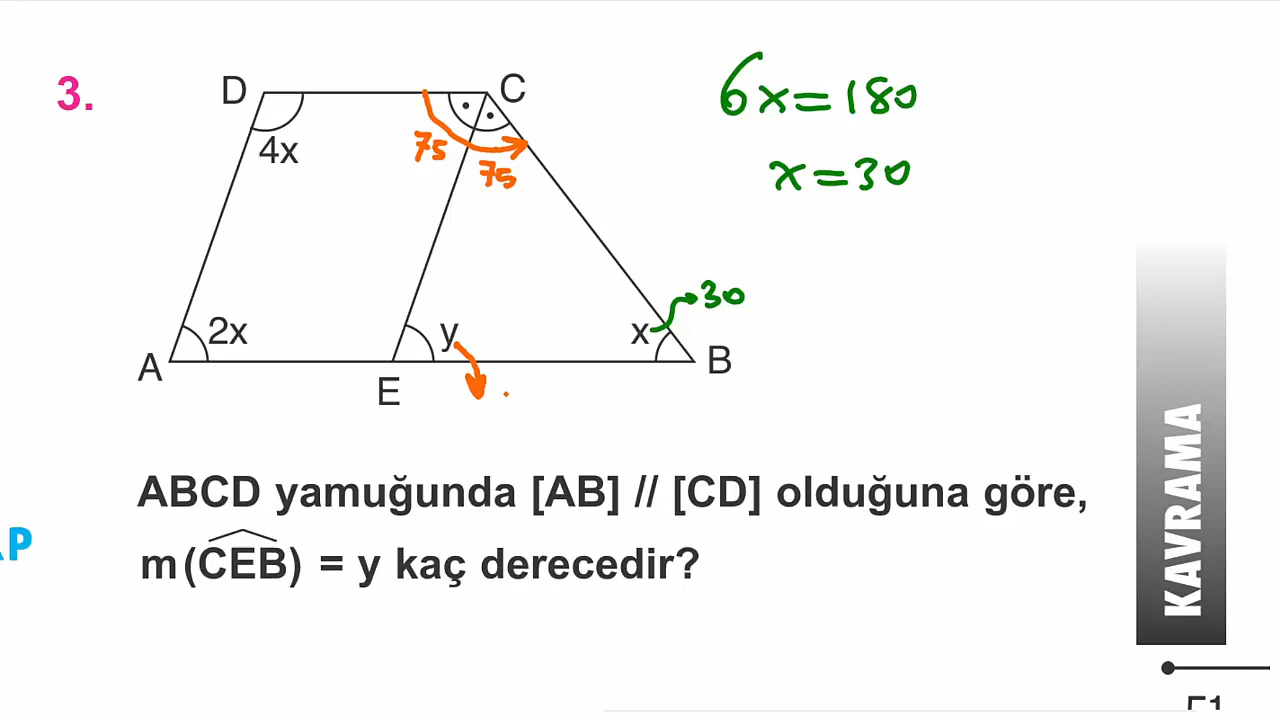 3.
D
C
6x=180
4x
75
75
x=30
30
2x
y
x
A
B
E
ABCD yamuğunda [AB] // [CD] olduğuna göre,
m(CEB) = y kaç derecedir?
AP
KAVRAMA
51